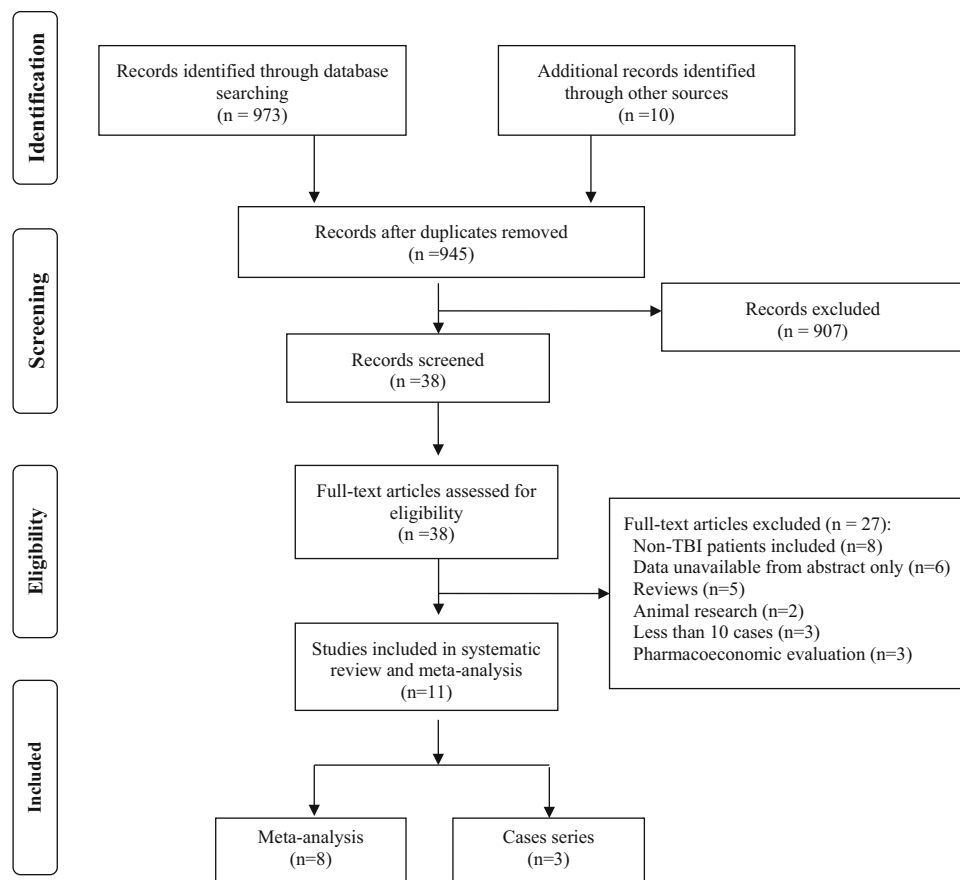 Identification
Records identified through database
searching
(n = 973)
Additional records identified
through other sources
(n =10)
Screening
Records after duplicates removed
(n =945)
Records excluded
(n = 907)
Records screened
(n =38)
Eligibility
Full-text articles assessed for
eligibility
(n =38)
Full-text articles excluded (n = 27):
Non-TBI patients included (n=8)
Data unavailable from abstract only (n=6)
Reviews (n=5)
Animal research (n=2)
Less than 10 cases (n=3)
Pharmacoeconomic evaluation (n=3)
Studies included in systematic
review and meta-analysis
(n=11)
Included
Meta-analysis
(n=8)
Cases series
(n=3)